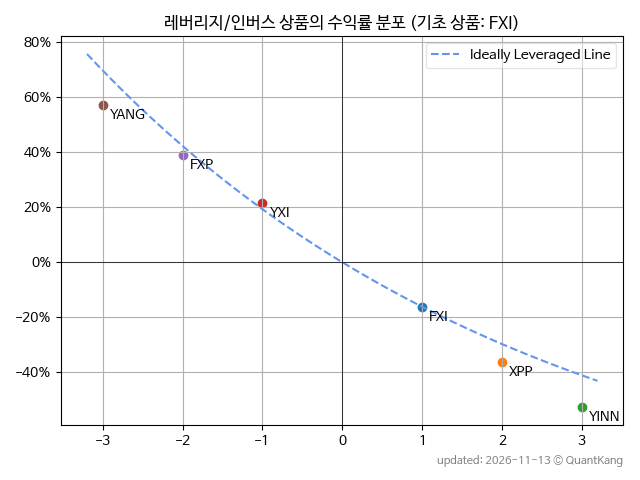 레버리지/인버스 상품의 수익률 분포 (기초 상품: FXI)
80%
60%
40%
20%
0%
−20%
−40%
Ideally Leveraged Line
YANG
FXP
YXI
FXI
XPP
YINN
−3
−2
−1
0
1
2
3
updated: 2026-11-13 © QuantKang